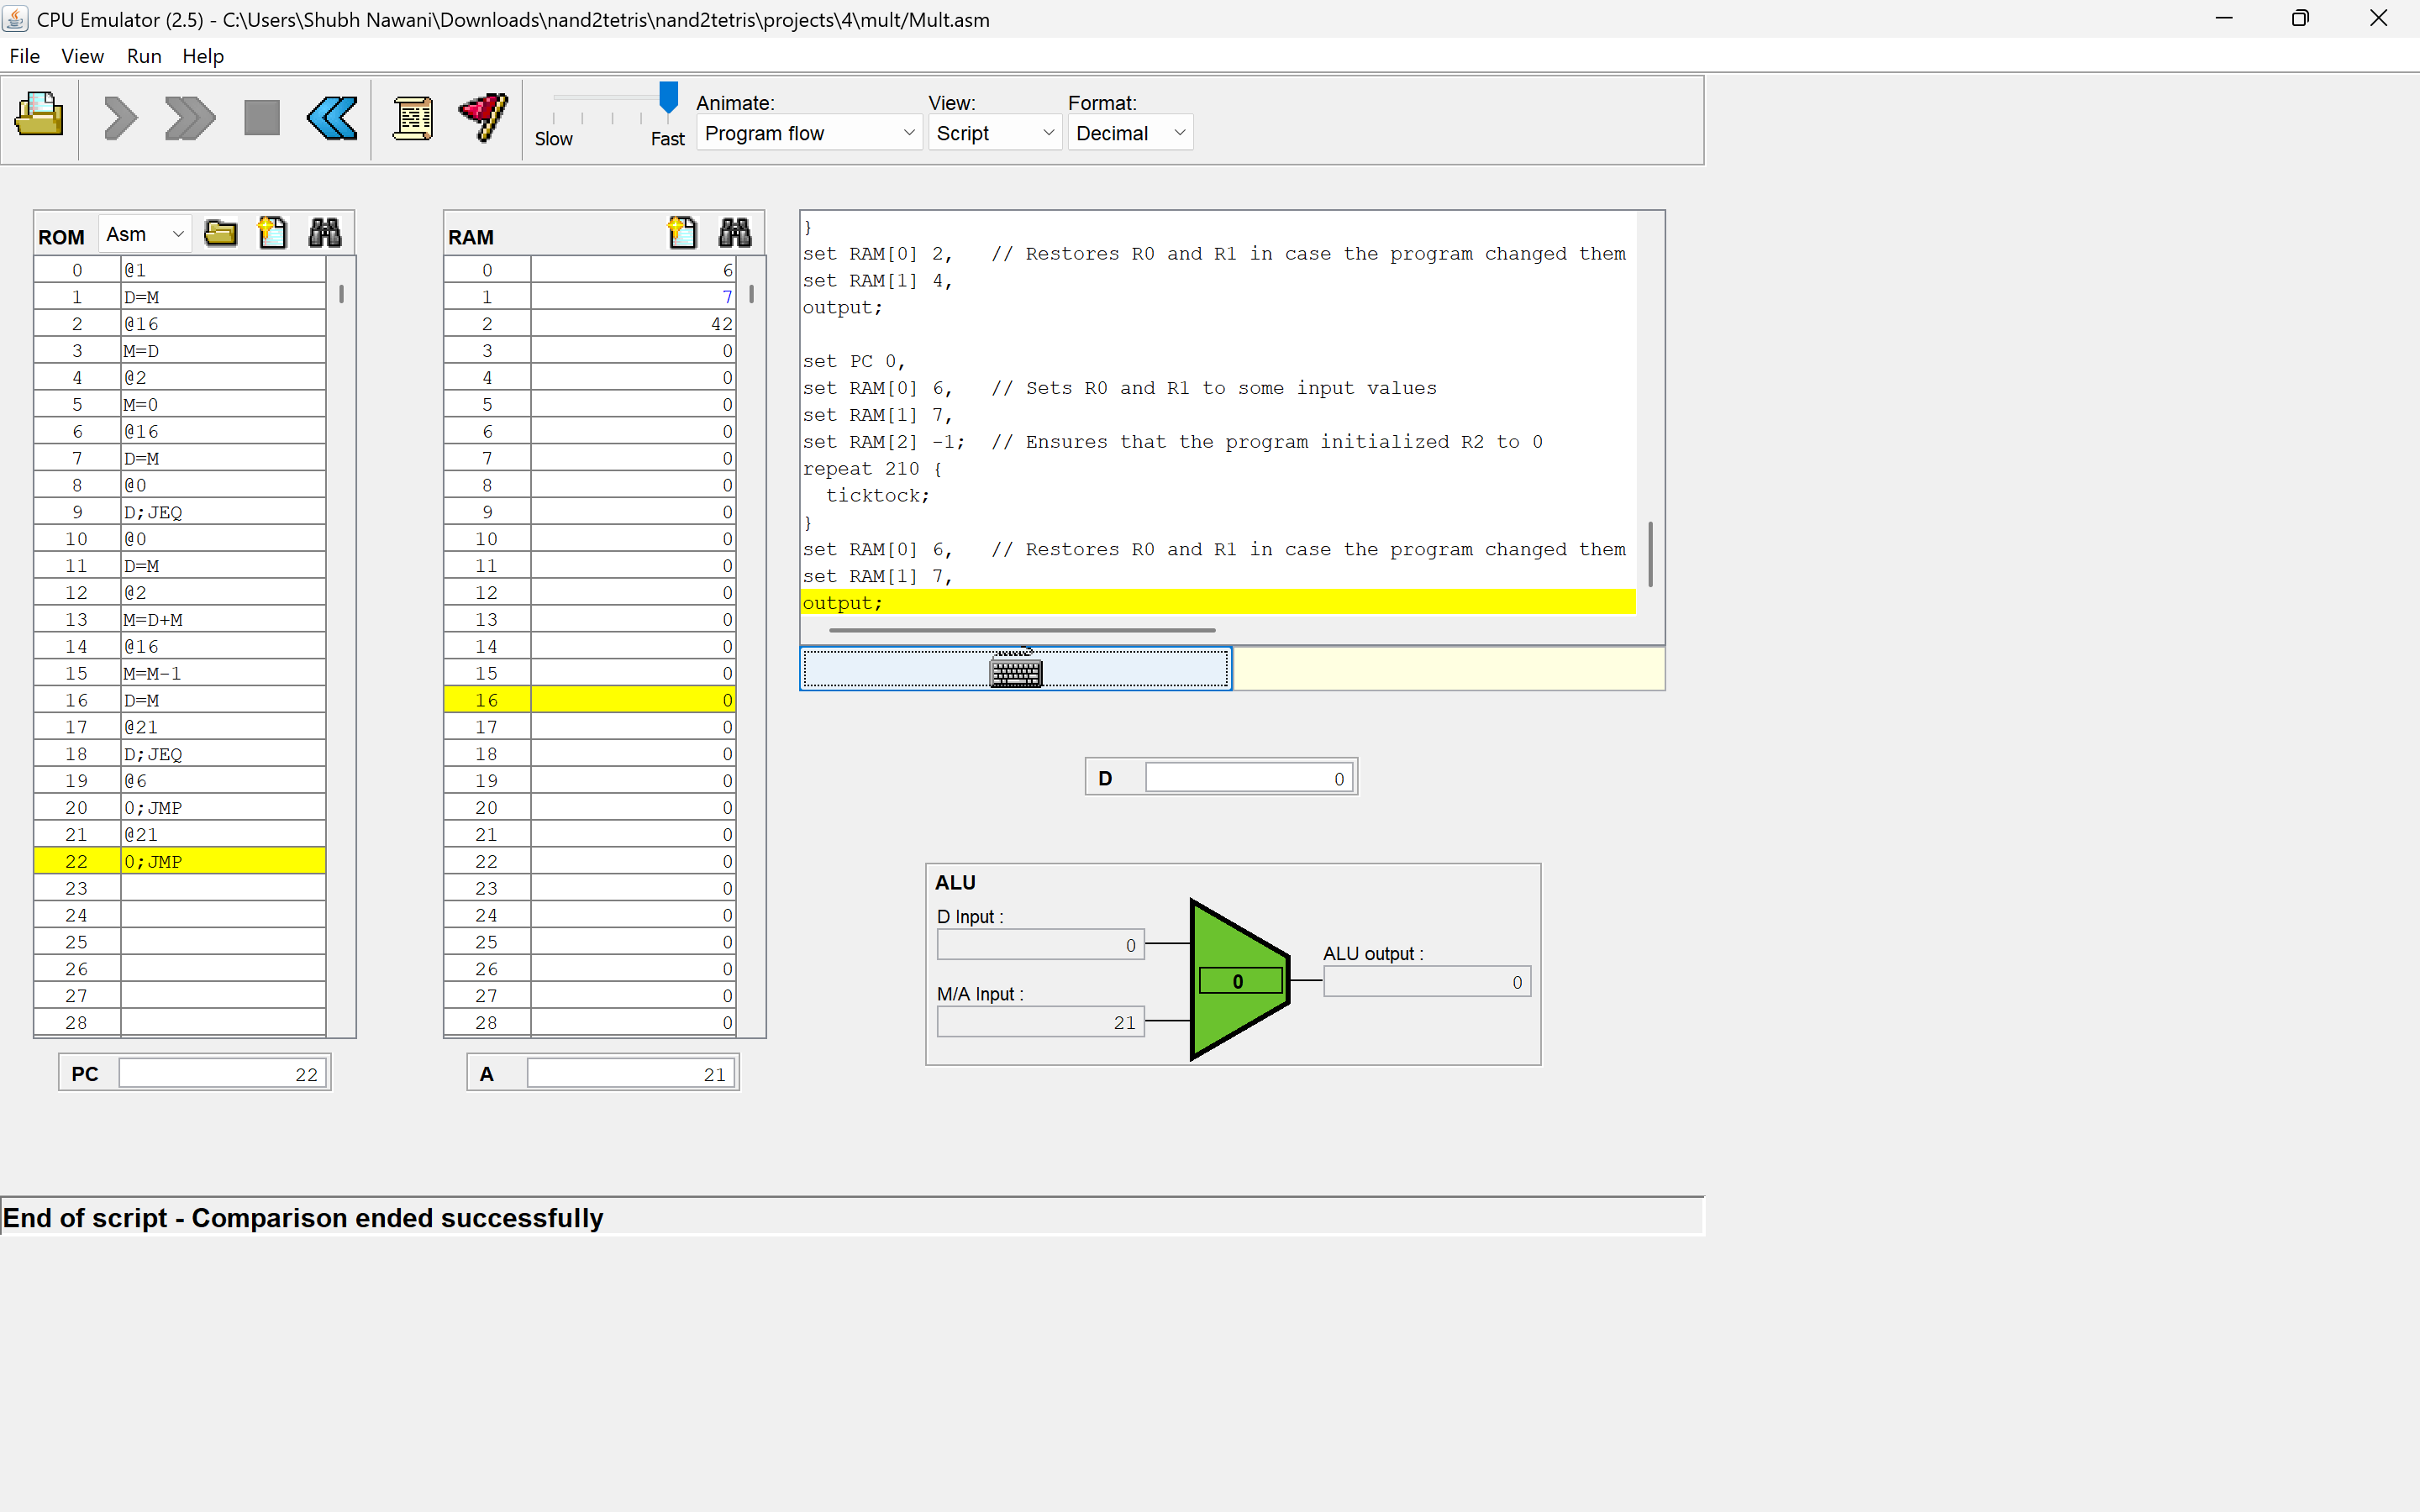 CPU Emulator (2.5) - C:\Users\Shubh Nawani\Downloads\nand2tetris\nand2tetris\projects\4\mult/Mult.asm
File View Run Help
Slow Fast
Animate: View: Format:
Program flow Script Decimal
ROM Asm
0 @1
1 D=M
2 @16
3 M=D
4 @2
5 M=0
6 @16
7 D=M
8 @0
9 D;JEQ
10 @0
11 D=M
12 @2
13 M=D+M
14 @16
15 M=M-1
16 D=M
17 @21
18 D;JEQ
19 @6
20 0;JMP
21 @21
22 0;JMP
23
24
25
26
27
28
PC 22
RAM
0 6
1 7
2 42
3 0
4 0
5 0
6 0
7 0
8 0
9 0
10 0
11 0
12 0
13 0
14 0
15 0
16 0
17 0
18 0
19 0
20 0
21 0
22 0
23 0
24 0
25 0
26 0
27 0
28 0
A 21
}
set RAM[0] 2, // Restores R0 and R1 in case the program changed them
set RAM[1] 4,
output;
set PC 0,
set RAM[0] 6, // Sets R0 and R1 to some input values
set RAM[1] 7,
set RAM[2] -1; // Ensures that the program initialized R2 to 0
repeat 210 {
ticktock;
}
set RAM[0] 6, // Restores R0 and R1 in case the program changed them
set RAM[1] 7,
output;
D 0
ALU
D Input :
0
M/A Input :
21
0
ALU output :
0
End of script - Comparison ended successfully